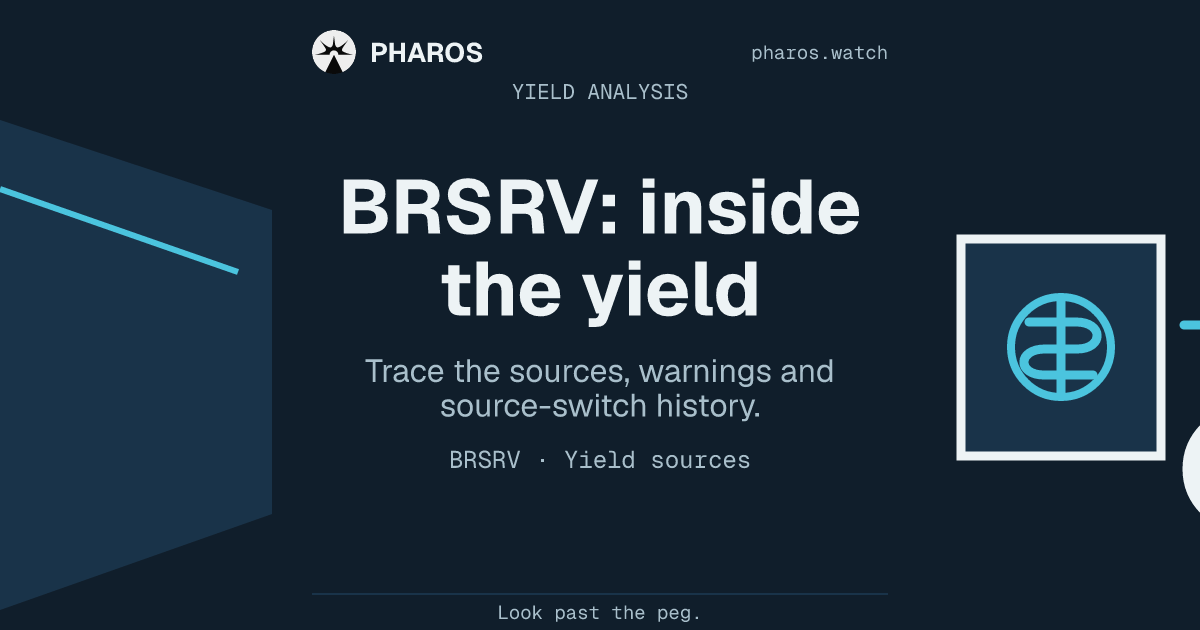 PHAROS
pharos.watch
YIELD ANALYSIS
BRSRV: inside
the yield
Trace the sources, warnings and
source-switch history.
BRSRV · Yield sources
Look past the peg.